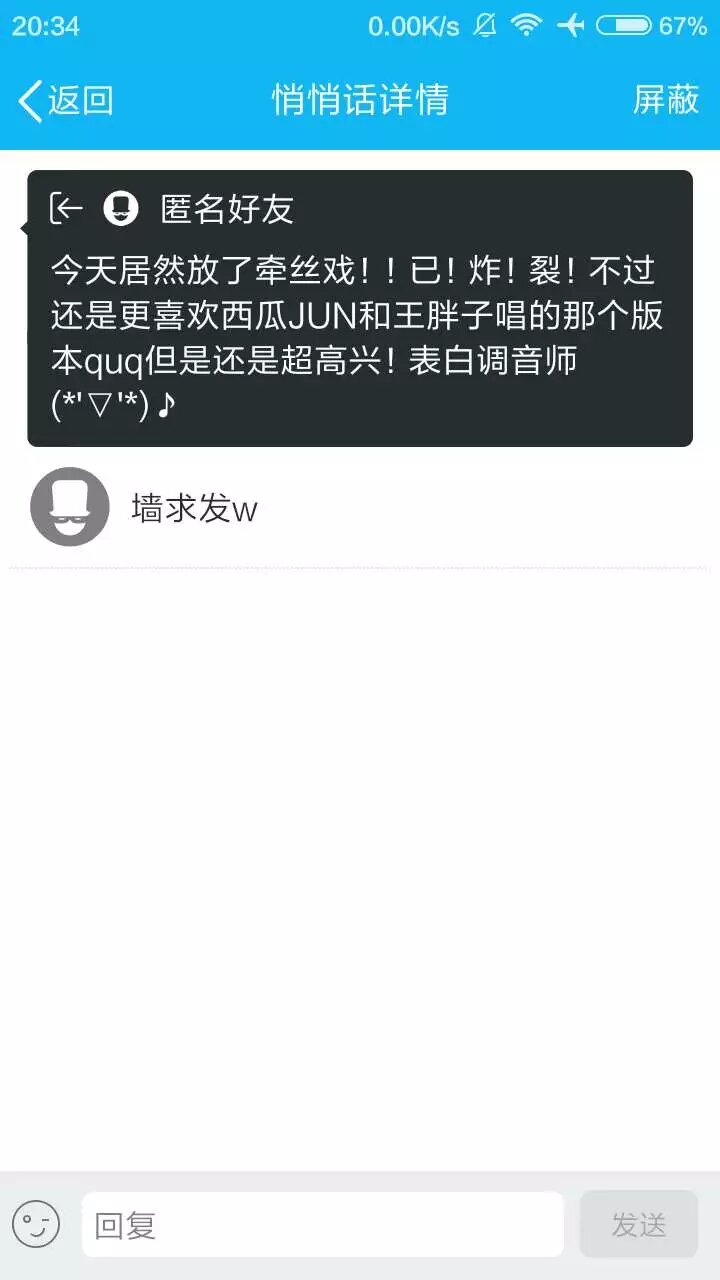 20:34 0.00K/s 67%
返回 悄悄话详情 屏蔽
匿名好友
今天居然放了牵丝戏！！已！炸！裂！不过
还是更喜欢西瓜JUN和王胖子唱的那个版
本quq但是还是超高兴！表白调音师
(*'▽'*)♪
墙求发w
回复 发送